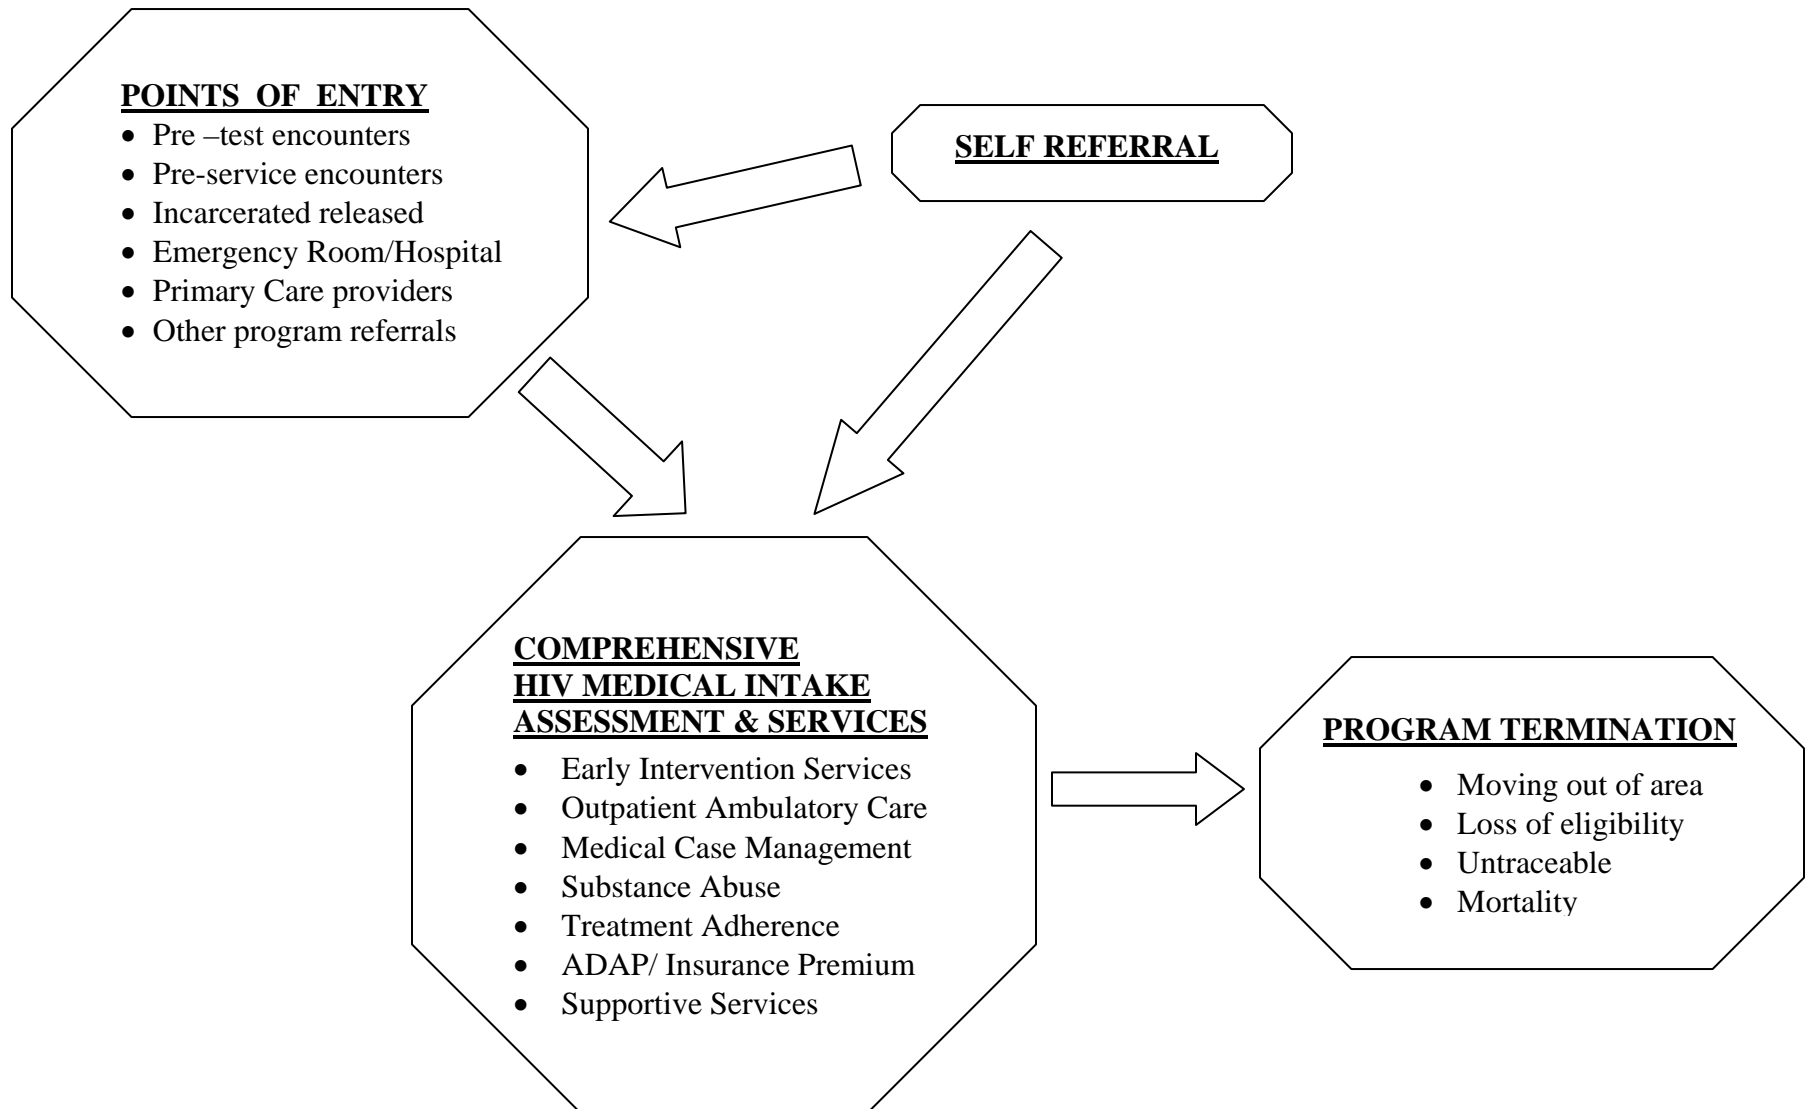 POINTS OF ENTRY
• Pre –test encounters
• Pre-service encounters
• Incarcerated released
• Emergency Room/Hospital
• Primary Care providers
• Other program referrals
SELF REFERRAL
COMPREHENSIVE
HIV MEDICAL INTAKE
ASSESSMENT & SERVICES
• Early Intervention Services
• Outpatient Ambulatory Care
• Medical Case Management
• Substance Abuse
• Treatment Adherence
• ADAP/ Insurance Premium
• Supportive Services
PROGRAM TERMINATION
• Moving out of area
• Loss of eligibility
• Untraceable
• Mortality